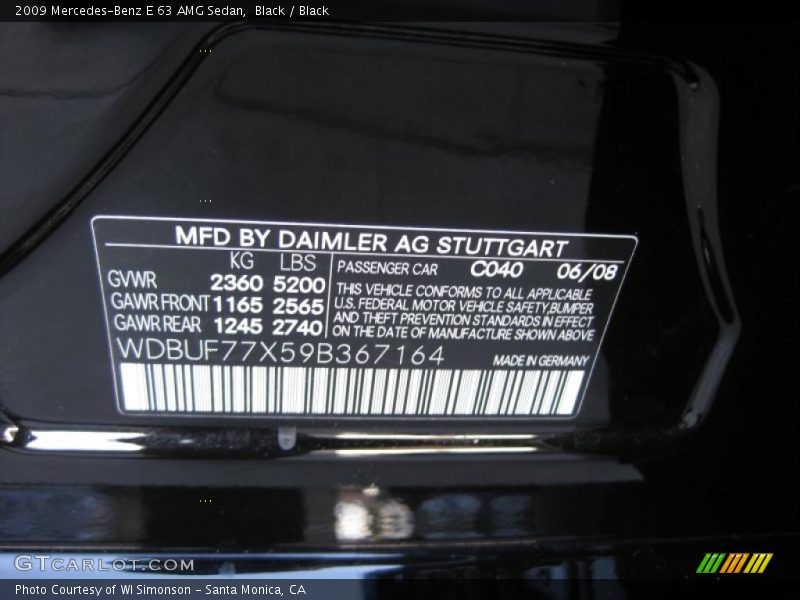 2009 Mercedes-Benz E 63 AMG Sedan, Black / Black
MFD BY DAIMLER AG STUTTGART
KG LBS
GVWR 2360 5200
GAWR FRONT 1165 2565
GAWR REAR 1245 2740
PASSENGER CAR C040 06/08
THIS VEHICLE CONFORMS TO ALL APPLICABLE
U.S. FEDERAL MOTOR VEHICLE SAFETY,BUMPER
AND THEFT PREVENTION STANDARDS IN EFFECT
ON THE DATE OF MANUFACTURE SHOWN ABOVE
WDBUF77X59B367164
MADE IN GERMANY
GTCARLOT.COM
Photo Courtesy of WI Simonson - Santa Monica, CA